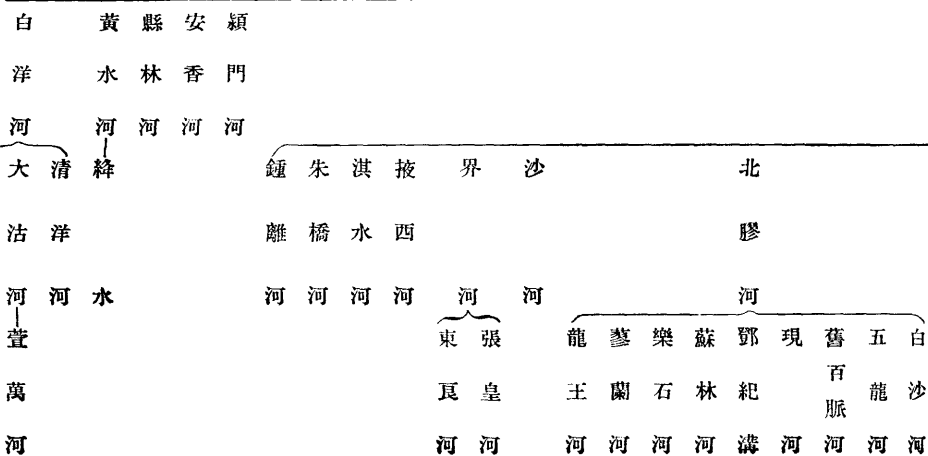 白沙河
五龍河
舊百脈河
現河
鄧紀溝
蘇林河
樂石河
蓼蘭河
龍王河
北膠河
沙河
張皇河
東莨河
界河
掖西河
淇水河
朱橋河
鍾離河
潁門河
安香河
縣林河
黃水河
絳水
白洋河
清洋河
大沽河
萱萬河